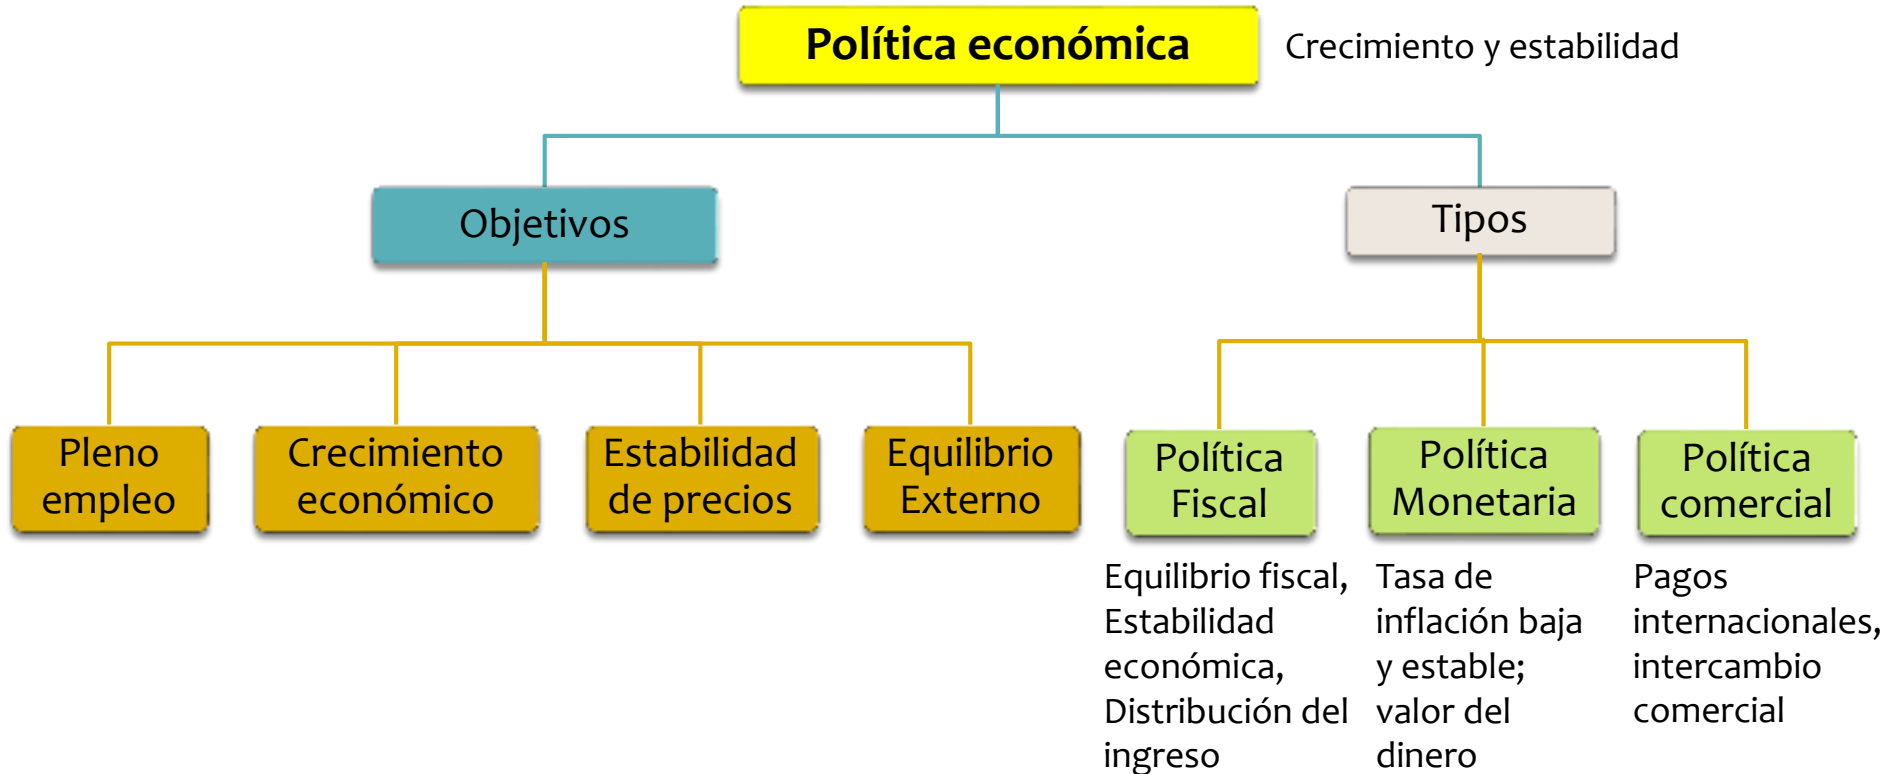 Política económica
Crecimiento y estabilidad
Objetivos
Tipos
Pleno
empleo
Crecimiento
económico
Estabilidad
de precios
Equilibrio
Externo
Política
Fiscal
Política
Monetaria
Política
comercial
Equilibrio fiscal,
Estabilidad
económica,
Distribución del
ingreso
Tasa de
inflación baja
y estable;
valor del
dinero
Pagos
internacionales,
intercambio
comercial